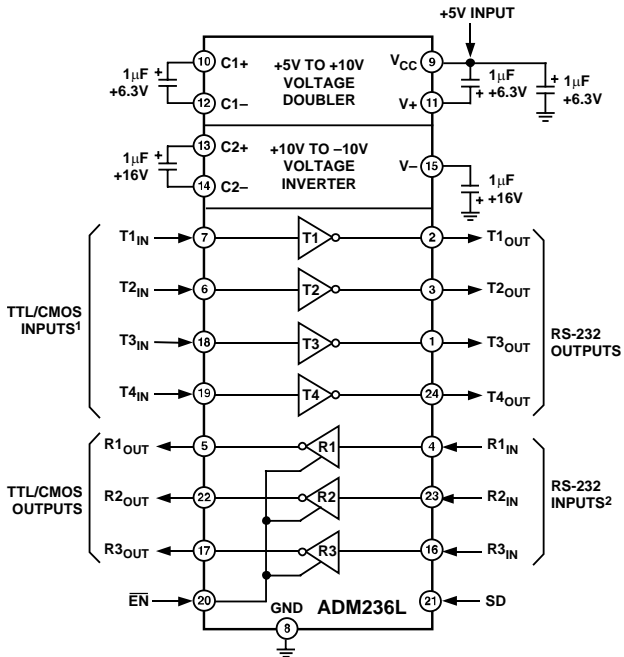 +5V INPUT
10 C1+
+5V TO +10V
VOLTAGE
DOUBLER
VCC 9
1µF
+6.3V
+
12 C1–
V+ 11
+
1µF
+6.3V
+
1µF
+6.3V
13 C2+
+10V TO –10V
VOLTAGE
INVERTER
1µF
+16V
+
14 C2–
V– 15
1µF
+ +16V
TTL/CMOS
INPUTS1
T1IN 7 T1 2 T1OUT
T2IN 6 T2 3 T2OUT
T3IN 18 T3 1 T3OUT
T4IN 19 T4 24 T4OUT
RS-232
OUTPUTS
TTL/CMOS
OUTPUTS
R1OUT 5 R1 4 R1IN
R2OUT 22 R2 23 R2IN
R3OUT 17 R3 16 R3IN
RS-232
INPUTS2
EN 20
GND
8
ADM236L
21 SD